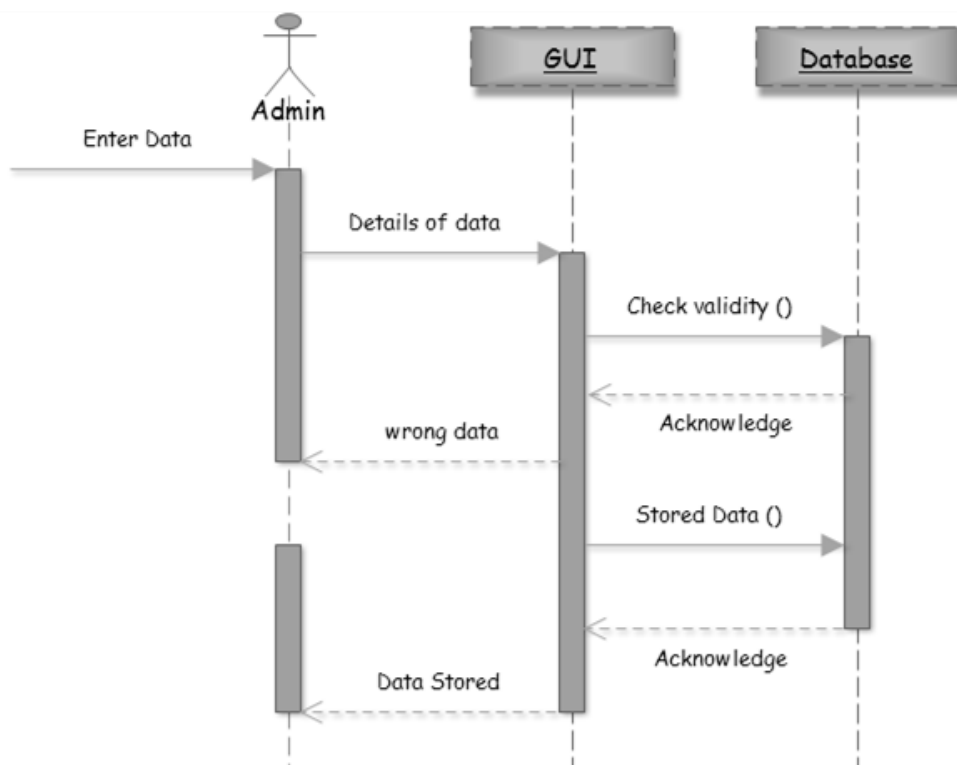 GUI
Database
Admin
Enter Data
Details of data
Check validity ()
Acknowledge
wrong data
Stored Data ()
Acknowledge
Data Stored